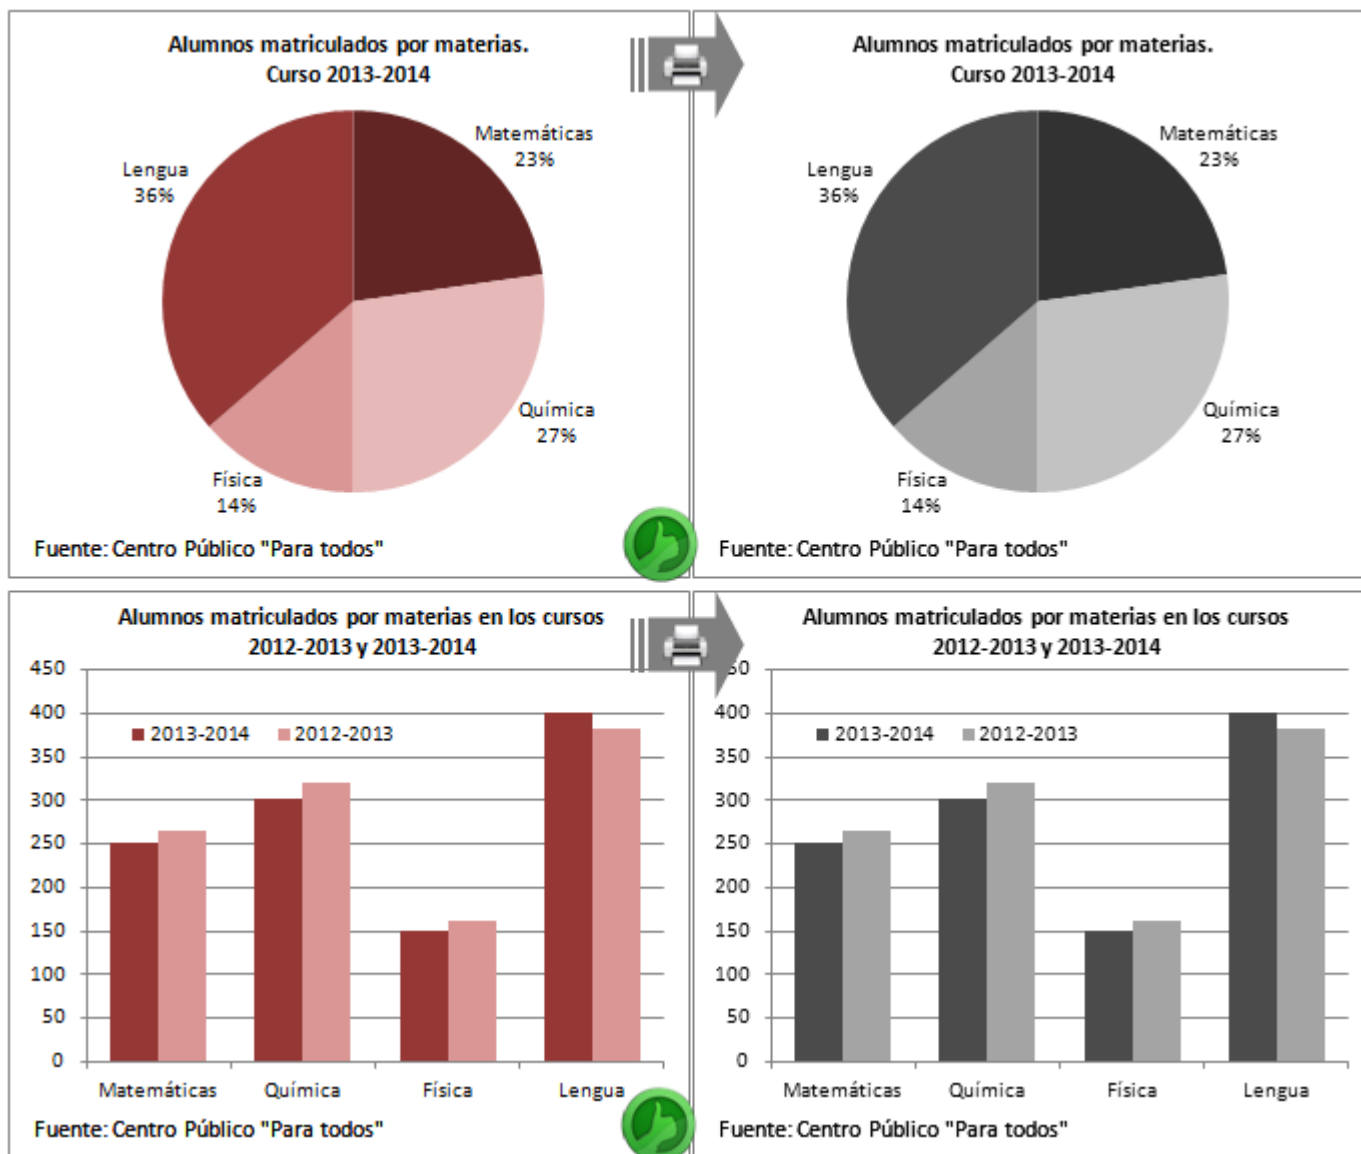 Alumnos matriculados por materias.
Curso 2013-2014
Matemáticas
23%
Lengua
36%
Química
27%
Física
14%
Fuente: Centro Público "Para todos"
Alumnos matriculados por materias.
Curso 2013-2014
Matemáticas
23%
Lengua
36%
Química
27%
Física
14%
Fuente: Centro Público "Para todos"
Alumnos matriculados por materias en los cursos
2012-2013 y 2013-2014
450
400
2013-2014 2012-2013
350
300
250
200
150
100
50
0
Matemáticas Química Física Lengua
Fuente: Centro Público "Para todos"
Alumnos matriculados por materias en los cursos
2012-2013 y 2013-2014
50
400
2013-2014 2012-2013
350
300
250
200
150
100
50
0
Matemáticas Química Física Lengua
Fuente: Centro Público "Para todos"